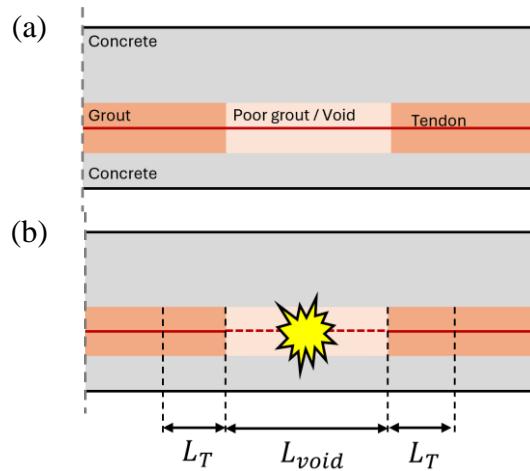 (a)
Concrete
Grout
Poor grout / Void
Tendon
Concrete
(b)
L_T
L_void
L_T